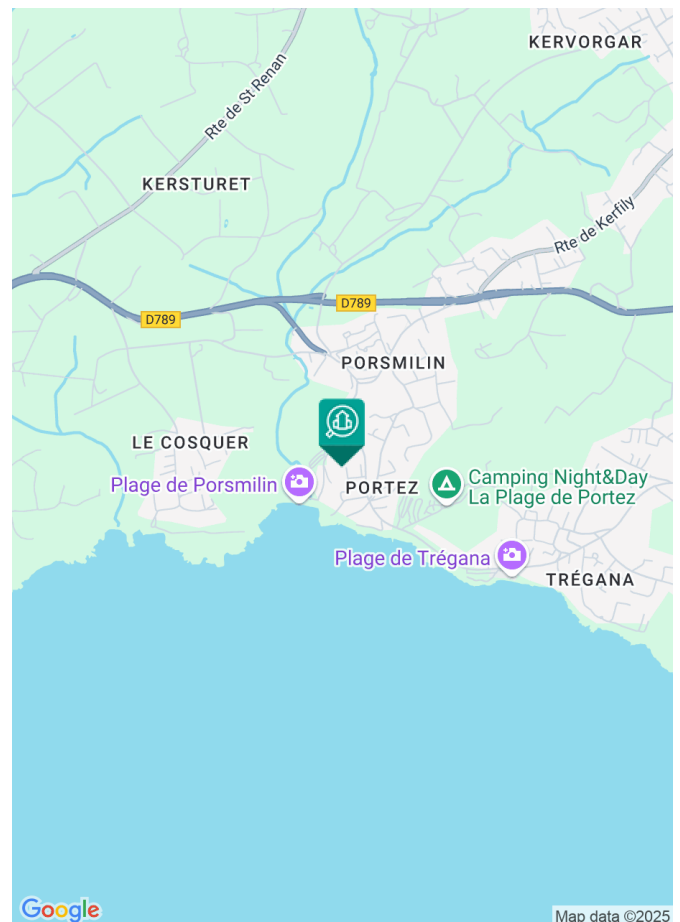 KERVORGAR
Rte de St Renan
KERSTURET
Rte de Kerfily
D789
D789
PORSMILIN
LE COSQUER
Plage de Porsmilin
PORTEZ
Camping Night&Day
La Plage de Portez
Plage de Trégana
TRÉGANA
Google
Map data ©2025